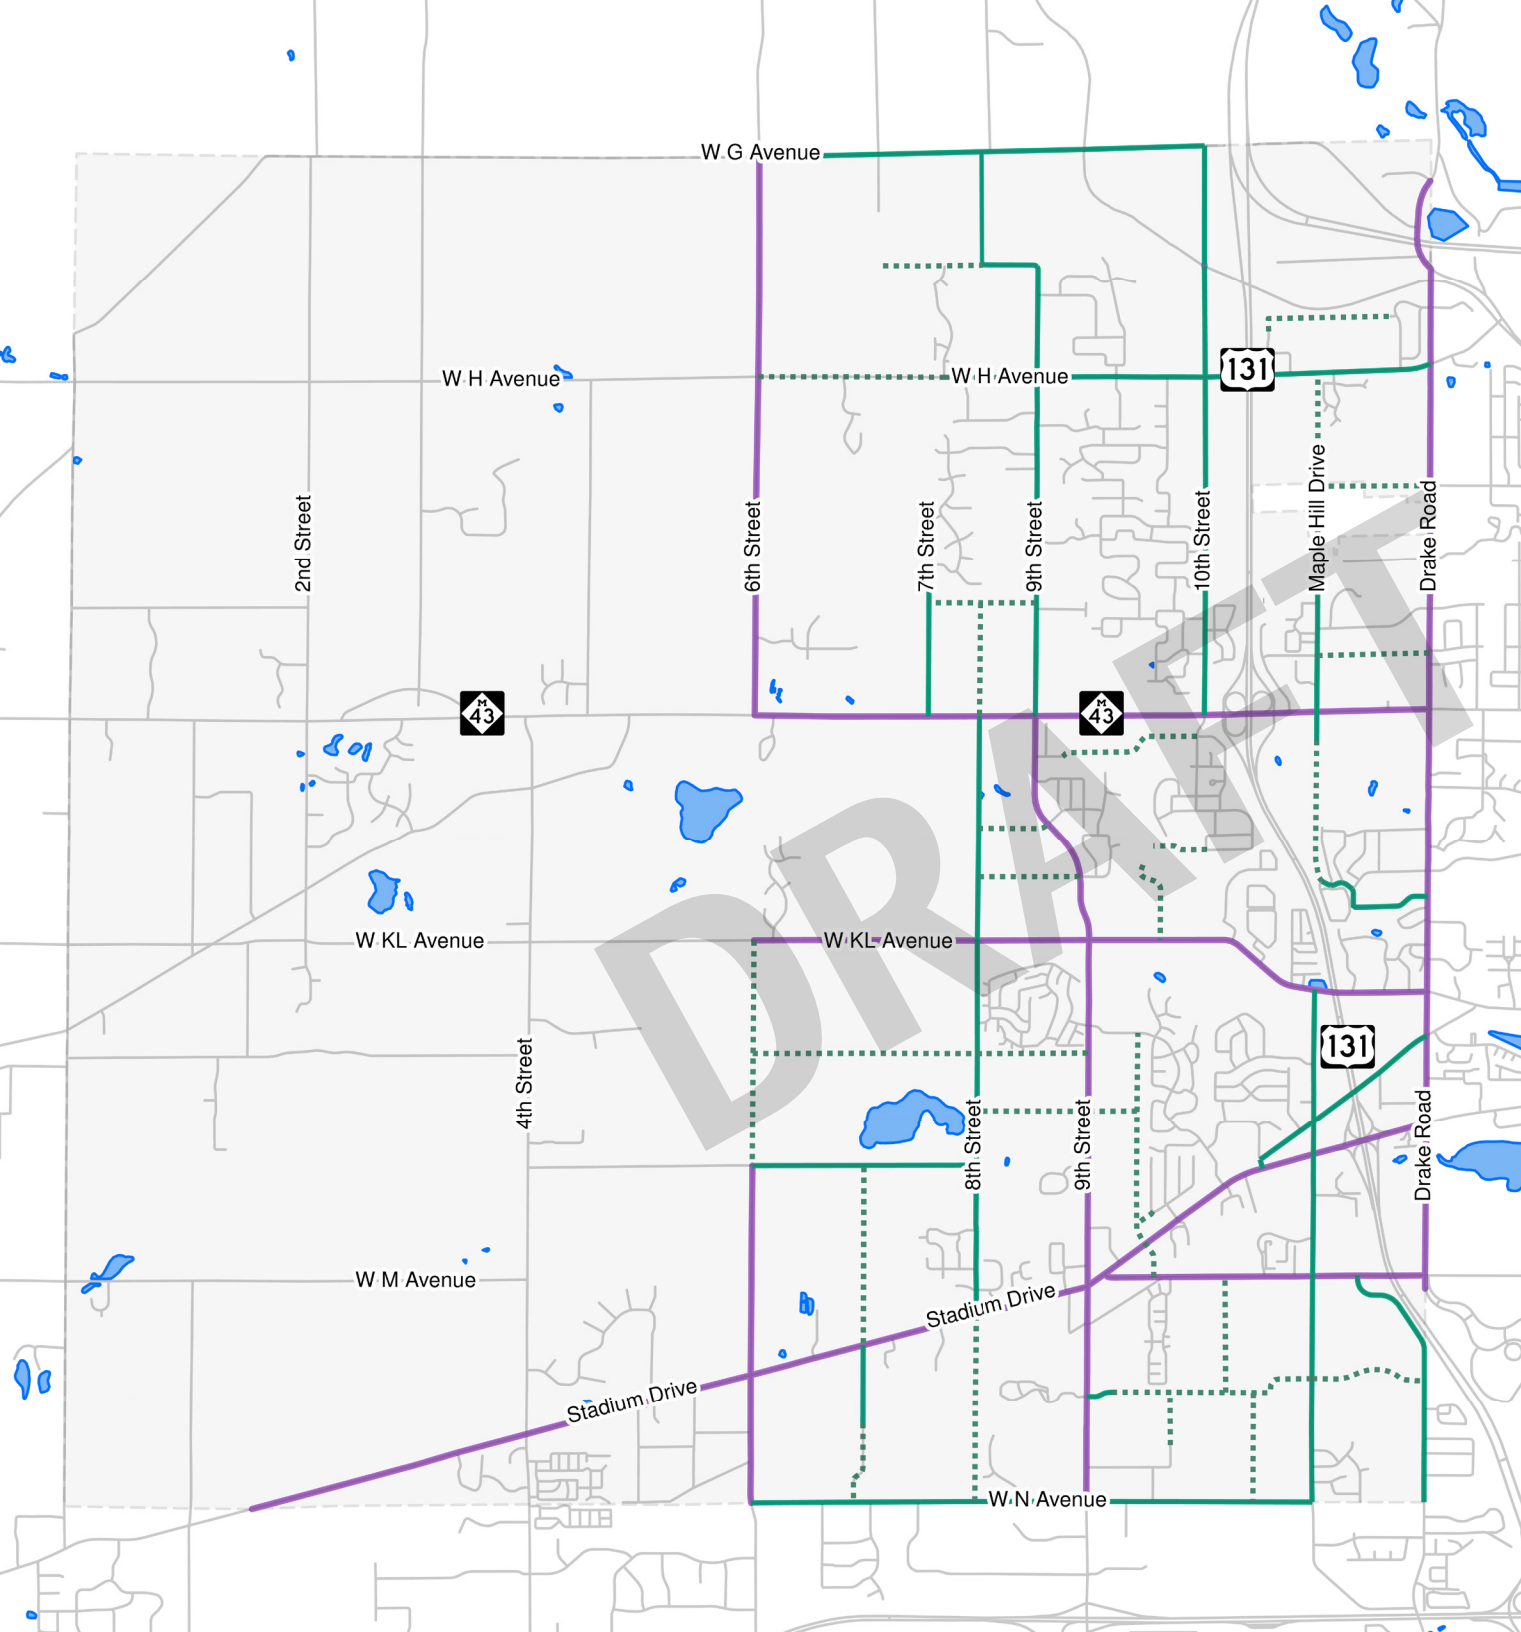 W G Avenue
W H Avenue
W H Avenue
131
2nd Street
6th Street
7th Street
9th Street
10th Street
Maple Hill Drive
Drake Road
M
43
M
43
DRAFT
W KL Avenue
W KL Avenue
4th Street
8th Street
9th Street
131
Drake Road
W M Avenue
Stadium Drive
Stadium Drive
W N Avenue